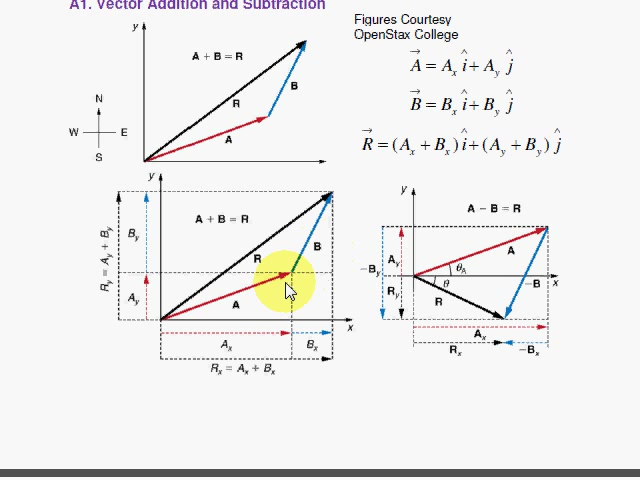 A1. Vector Addition and Subtraction
Figures Courtesy
OpenStax College
y
A + B = R
B
R
A
N
W E
S
A⃗ = Aₓ î + A_y ĵ
B⃗ = Bₓ î + B_y ĵ
R⃗ = (Aₓ + Bₓ) î + (A_y + B_y) ĵ
y
A + B = R
R_y = A_y + B_y
B_y
A_y
R
B
A
x
Aₓ
Bₓ
Rₓ = Aₓ + Bₓ
y
A − B = R
A
−B_y
A_y
θ_A
R_y
θ
−B
x
R
Aₓ
Rₓ
−Bₓ